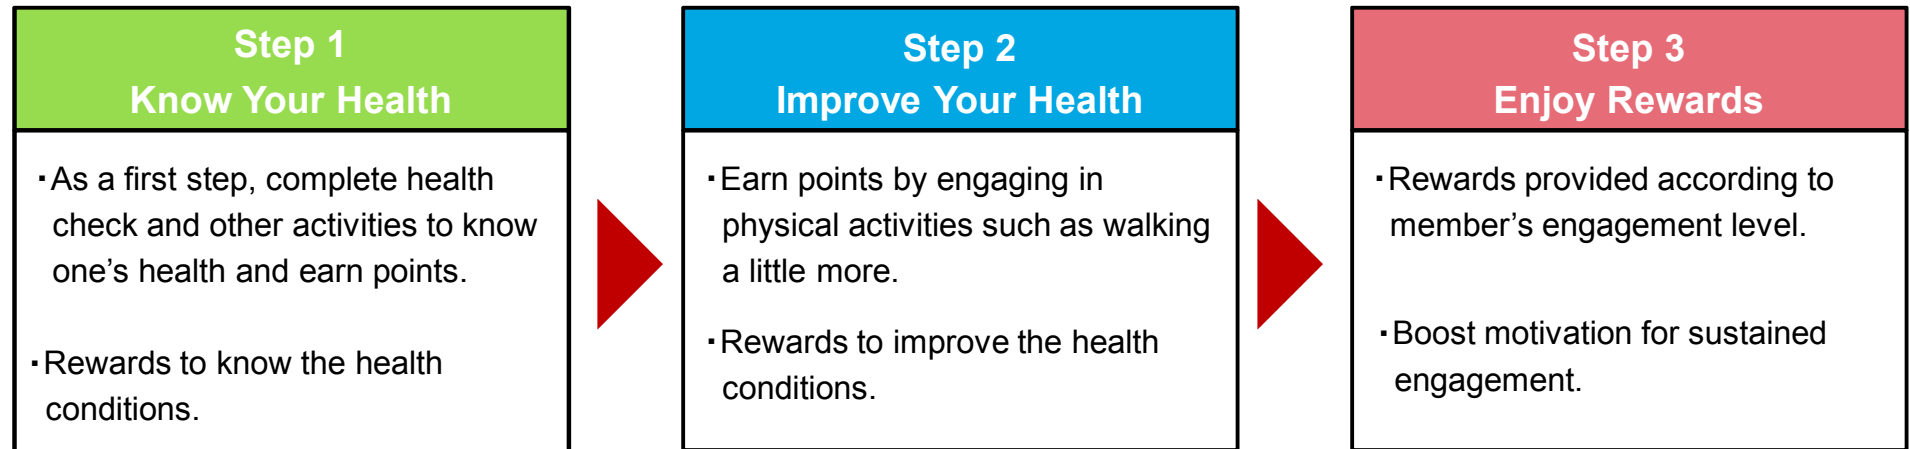 Step 1
Know Your Health
・As a first step, complete health
check and other activities to know
one’s health and earn points.
・Rewards to know the health
conditions.
Step 2
Improve Your Health
・Earn points by engaging in
physical activities such as walking
a little more.
・Rewards to improve the health
conditions.
Step 3
Enjoy Rewards
・Rewards provided according to
member’s engagement level.
・Boost motivation for sustained
engagement.